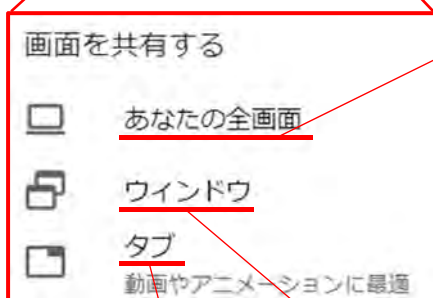 画面を共有する
あなたの全画面
ウインドウ
タブ
動画やアニメーションに最適